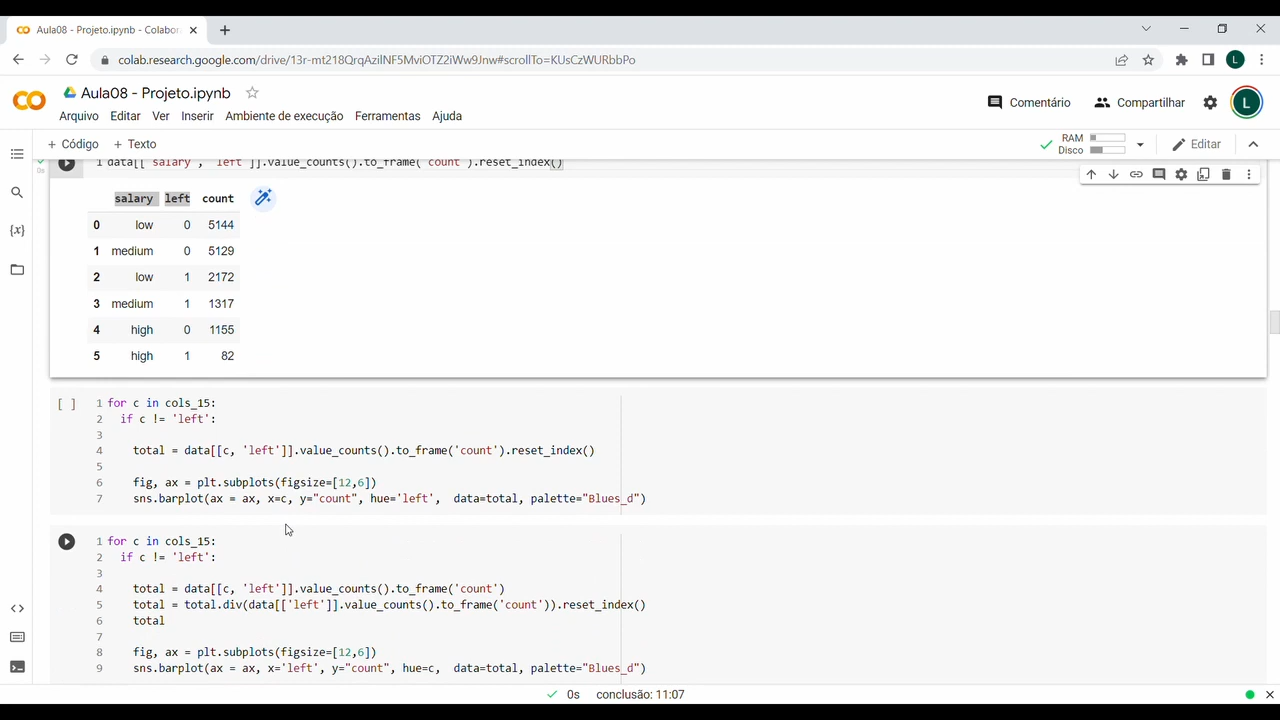 Aula08 - Projeto.ipynb - Colabor
colab.research.google.com/drive/13r-mt218QrqAzilNF5MviOTZ2iWw9Jnw#scrollTo=KUsCzWURbbPo
L
Aula08 - Projeto.ipynb
Comentário
Compartilhar
L
Arquivo Editar Ver Inserir Ambiente de execução Ferramentas Ajuda
+ Código + Texto
RAM
Disco
Editar
0s
1 data[['salary', 'left']].value_counts().to_frame('count').reset_index()
salary left count
0 low 0 5144
1 medium 0 5129
2 low 1 2172
3 medium 1 1317
4 high 0 1155
5 high 1 82
[ ] 1 for c in cols_15:
2 if c != 'left':
3
4 total = data[[c, 'left']].value_counts().to_frame('count').reset_index()
5
6 fig, ax = plt.subplots(figsize=[12,6])
7 sns.barplot(ax = ax, x=c, y="count", hue='left', data=total, palette="Blues_d")
1 for c in cols_15:
2 if c != 'left':
3
4 total = data[[c, 'left']].value_counts().to_frame('count')
5 total = total.div(data[['left']].value_counts().to_frame('count')).reset_index()
6 total
7
8 fig, ax = plt.subplots(figsize=[12,6])
9 sns.barplot(ax = ax, x='left', y="count", hue=c, data=total, palette="Blues_d")
0s conclusão: 11:07